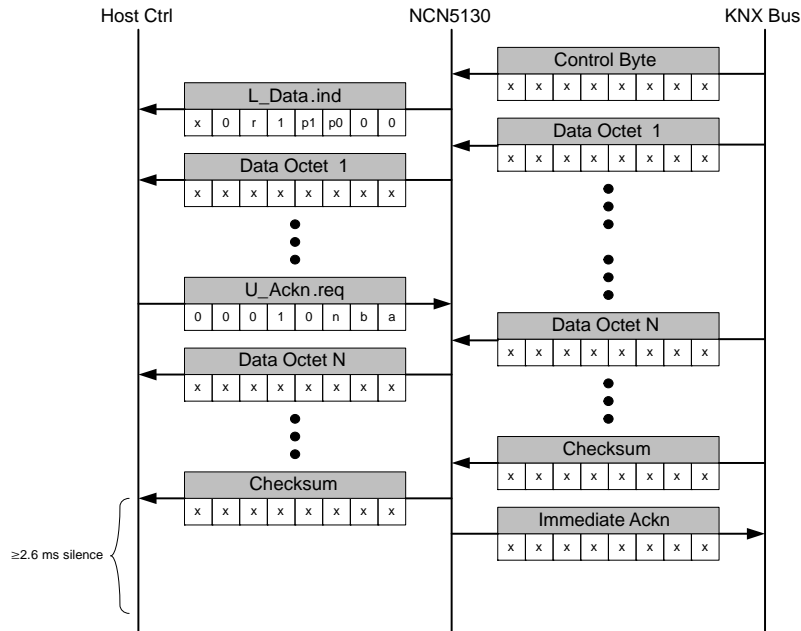 Host Ctrl NCN5130 KNX Bus
Control Byte
x x x x x x x x
L_Data.ind
x 0 r 1 p1 p0 0 0
Data Octet 1
x x x x x x x x
Data Octet 1
x x x x x x x x
U_Ackn.req
0 0 0 1 0 n b a
Data Octet N
x x x x x x x x
Data Octet N
x x x x x x x x
Checksum
x x x x x x x x
Checksum
x x x x x x x x
Immediate Ackn
x x x x x x x x
≥2.6 ms silence